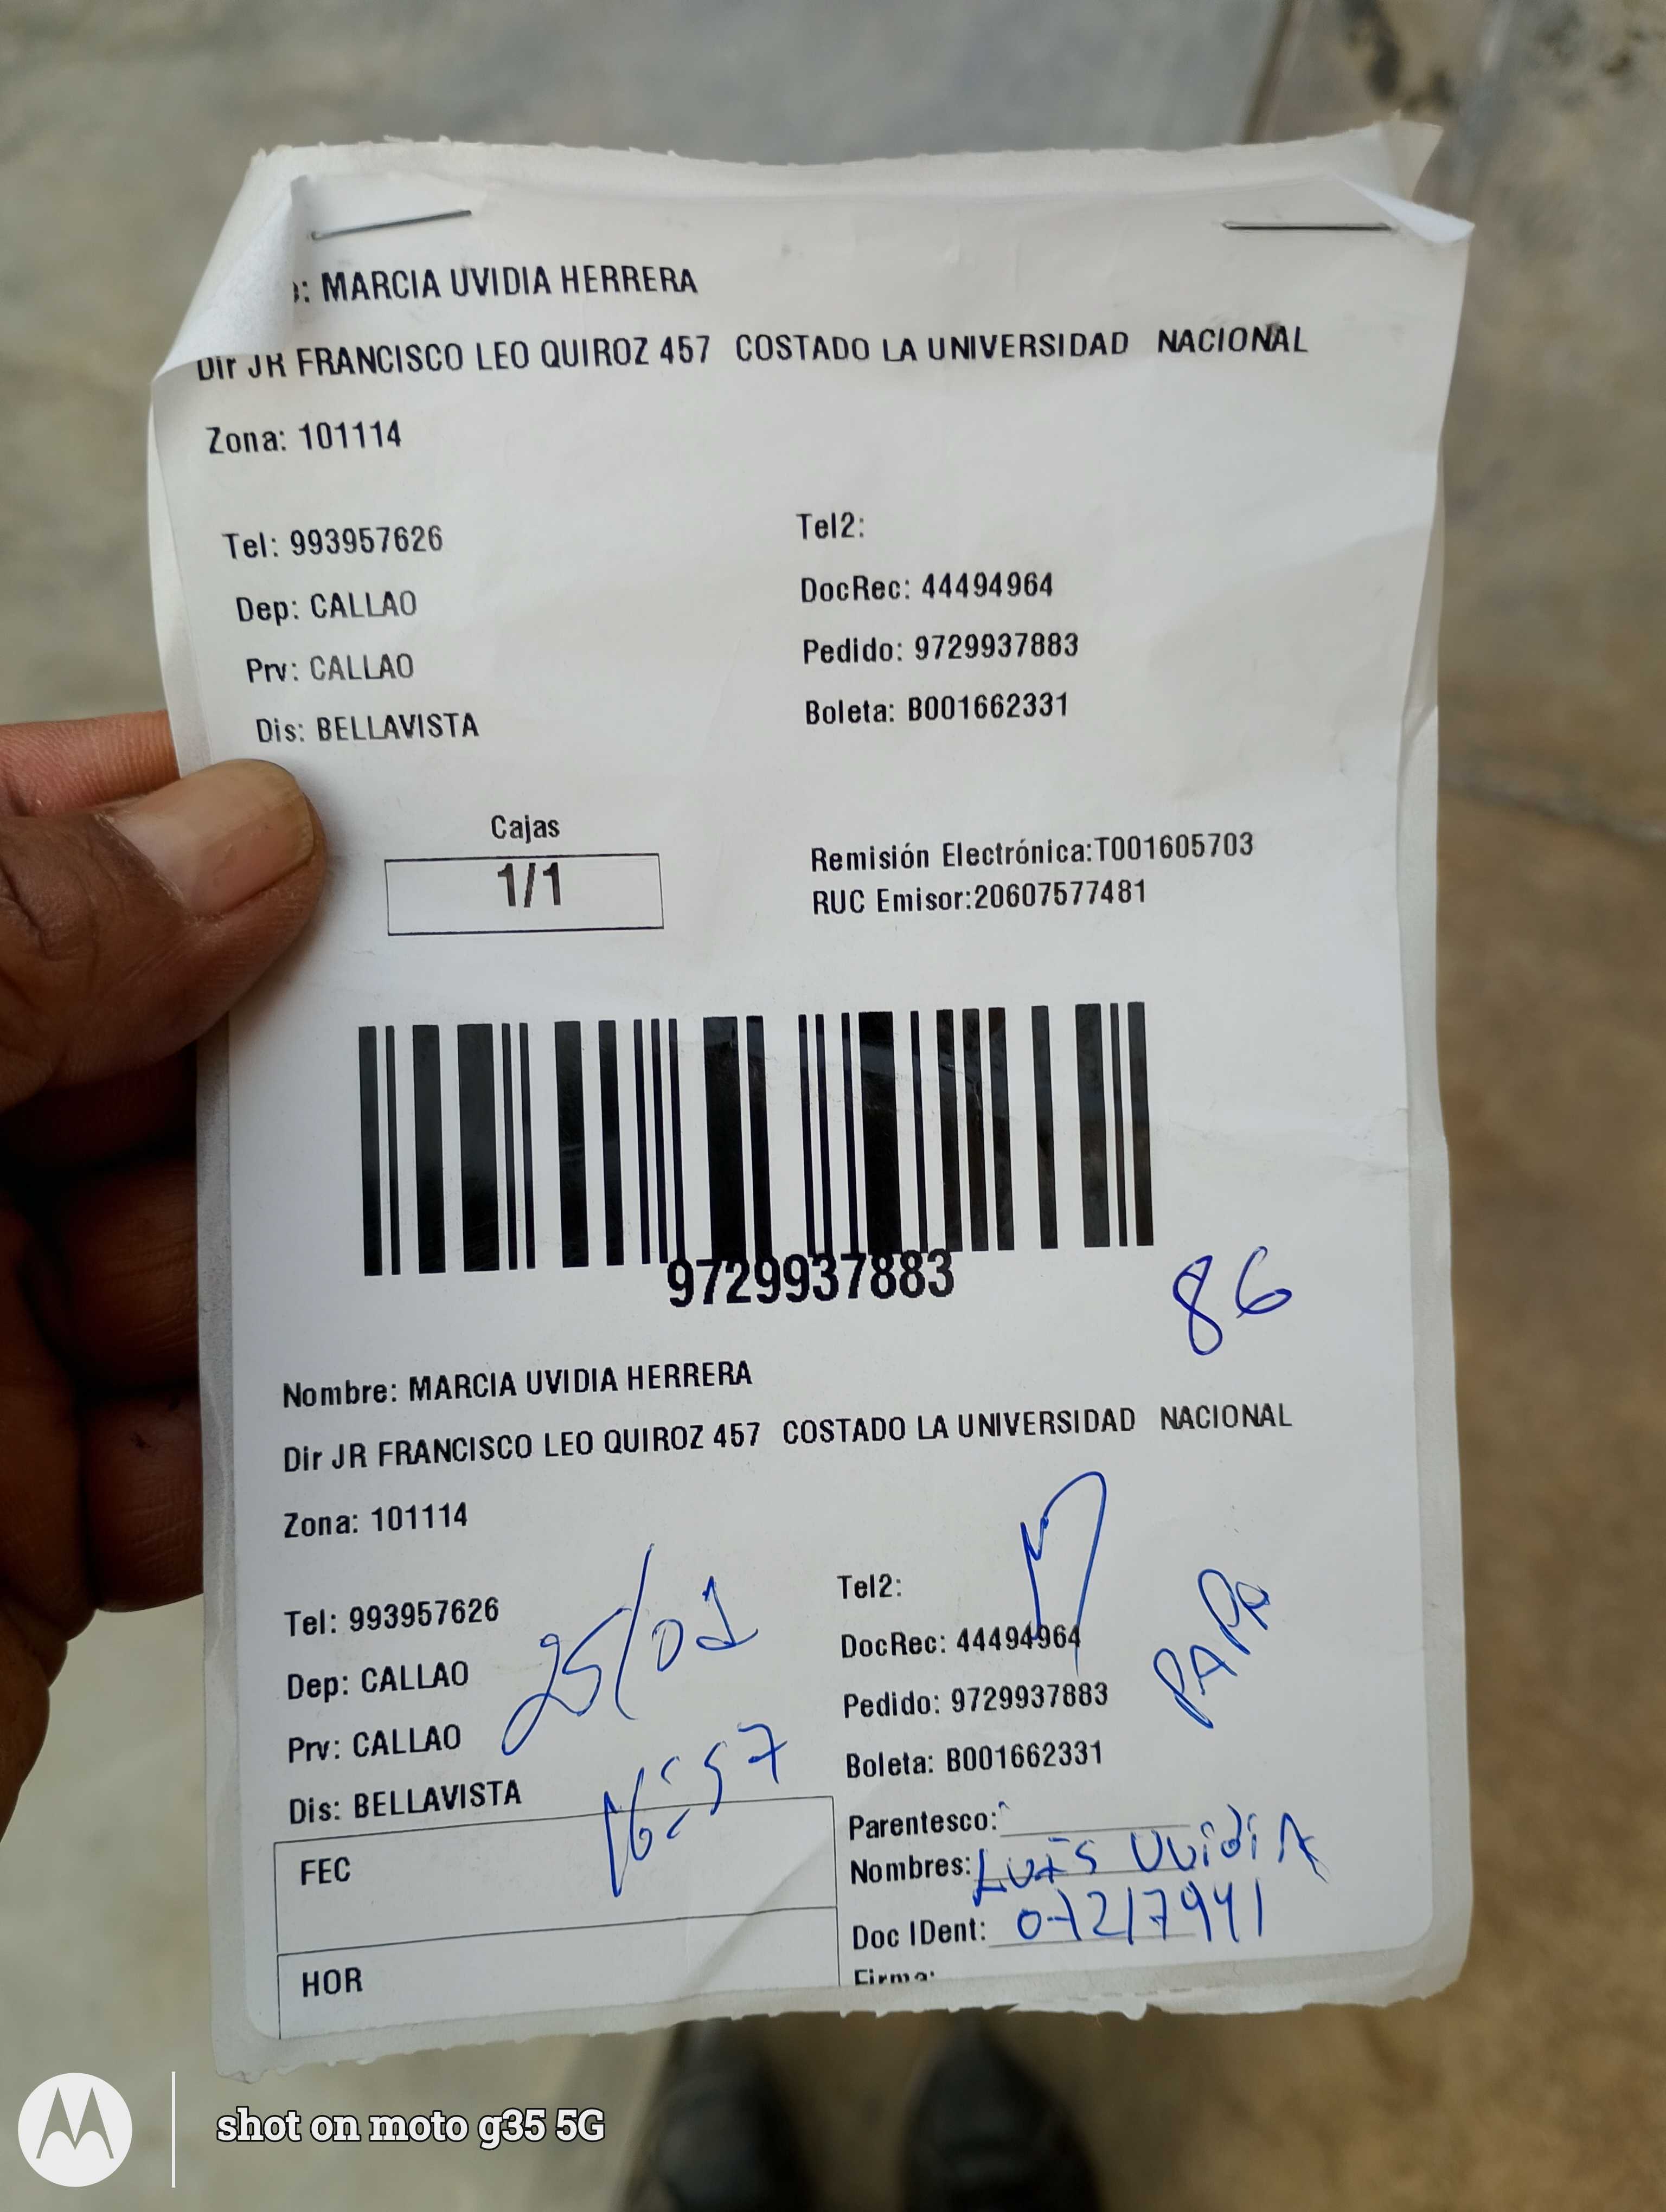 : MARCIA UVIDIA HERRERA
Dir JR FRANCISCO LEO QUIROZ 457 COSTADO LA UNIVERSIDAD NACIONAL
Zona: 101114
Tel: 993957626
Tel2:
Dep: CALLAO
DocRec: 44494964
Prv: CALLAO
Pedido: 9729937883
Dis: BELLAVISTA
Boleta: B001662331
Cajas
1/1
Remisión Electrónica:T001605703
RUC Emisor:20607577481
9729937883
86
Nombre: MARCIA UVIDIA HERRERA
Dir JR FRANCISCO LEO QUIROZ 457 COSTADO LA UNIVERSIDAD NACIONAL
Zona: 101114
Tel: 993957626
Tel2:
25/01
PAPA
Dep: CALLAO
DocRec: 44494964
Prv: CALLAO
Pedido: 9729937883
16:57
Dis: BELLAVISTA
Boleta: B001662331
FEC
Parentesco:
Nombres: LUIS UVIDIA
Doc IDent: 07217941
HOR
Firma:
shot on moto g35 5G